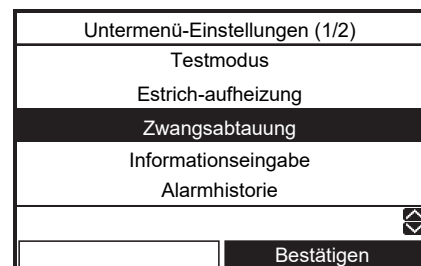 Untermenü-Einstellungen (1/2)
Testmodus
Estrich-aufheizung
Zwangsabtauung
Informationseingabe
Alarmhistorie
Bestätigen